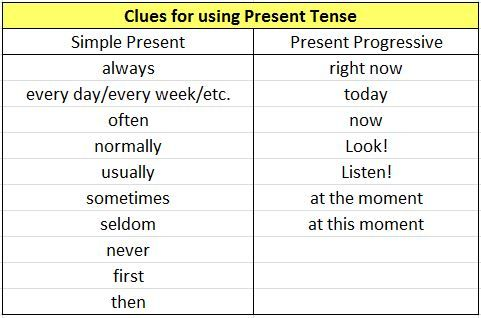 Clues for using Present Tense
Simple Present Present Progressive
always right now
every day/every week/etc. today
often now
normally Look!
usually Listen!
sometimes at the moment
seldom at this moment
never
first
then